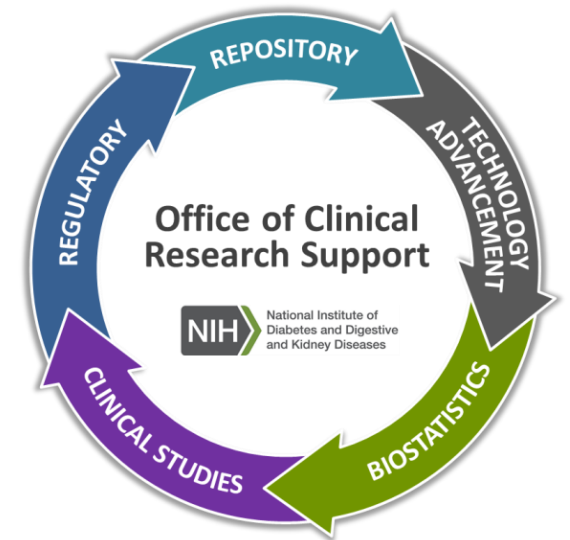 REPOSITORY
TECHNOLOGY
ADVANCEMENT
BIOSTATISTICS
CLINICAL STUDIES
REGULATORY
Office of Clinical
Research Support
NIH
National Institute of
Diabetes and Digestive
and Kidney Diseases